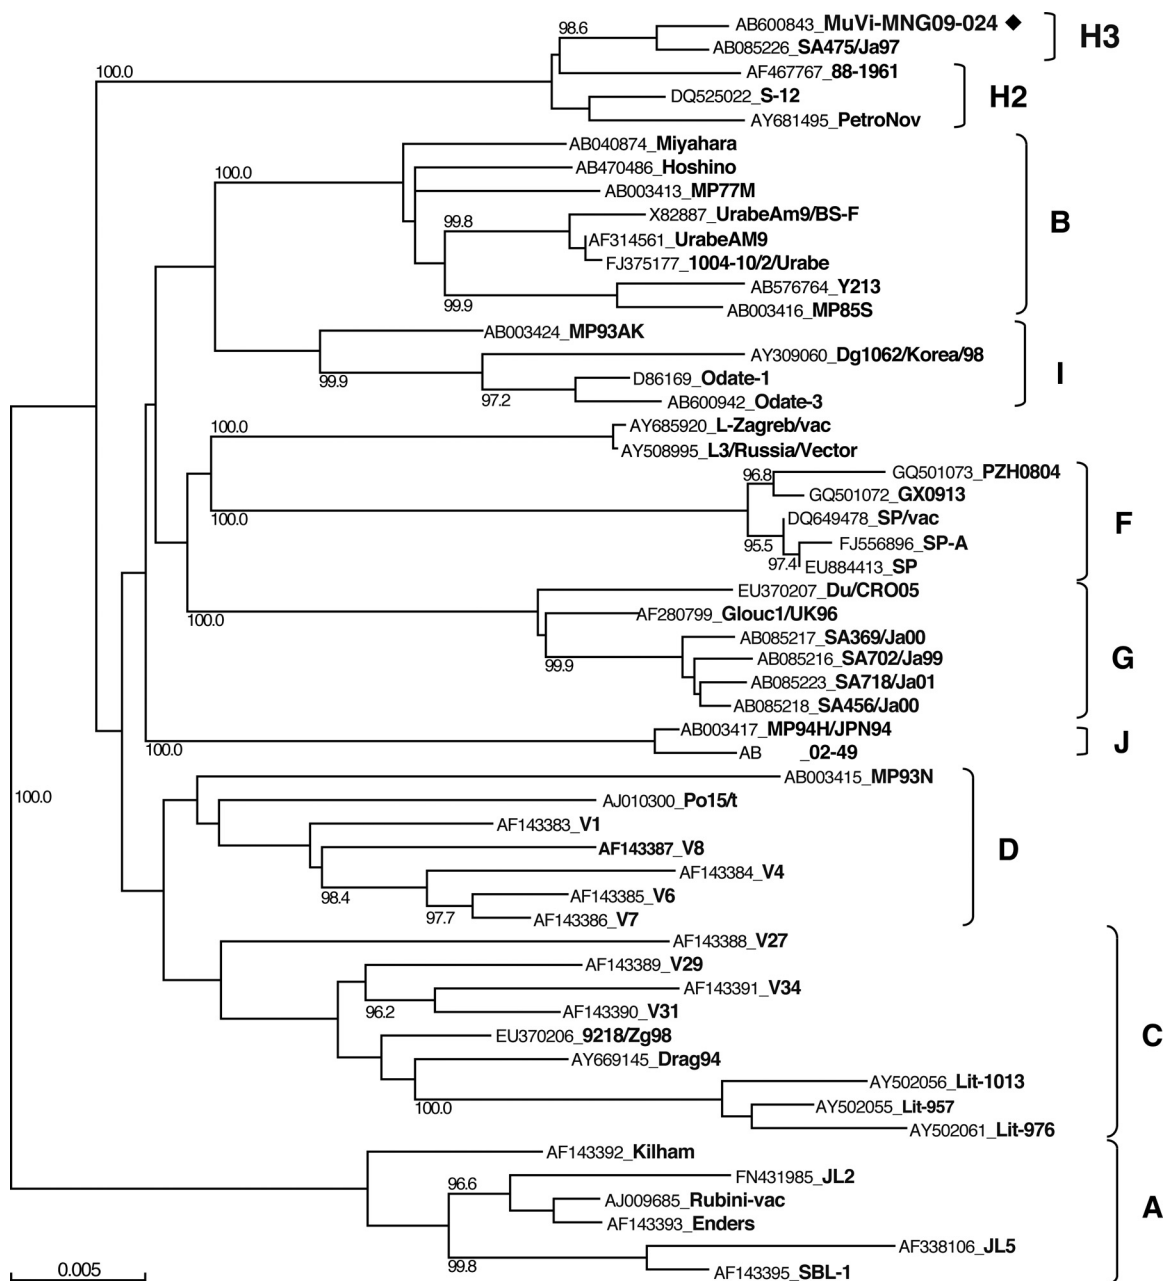 98.6
AB600843_MuVi-MNG09-024 ◆
AB085226_SA475/Ja97
H3
100.0
AF467767_88-1961
DQ525022_S-12
AY681495_PetroNov
H2
AB040874_Miyahara
AB470486_Hoshino
100.0
AB003413_MP77M
99.8
X82887_UrabeAm9/BS-F
AF314561_UrabeAM9
FJ375177_1004-10/2/Urabe
AB576764_Y213
99.9
AB003416_MP85S
B
AB003424_MP93AK
AY309060_Dg1062/Korea/98
99.9
D86169_Odate-1
97.2
AB600942_Odate-3
I
100.0
AY685920_L-Zagreb/vac
AY508995_L3/Russia/Vector
96.8
GQ501073_PZH0804
GQ501072_GX0913
100.0
DQ649478_SP/vac
95.5
FJ556896_SP-A
97.4
EU884413_SP
F
EU370207_Du/CRO05
100.0
AF280799_Glouc1/UK96
AB085217_SA369/Ja00
99.9
AB085216_SA702/Ja99
AB085223_SA718/Ja01
AB085218_SA456/Ja00
G
AB003417_MP94H/JPN94
100.0
AB _02-49
J
AB003415_MP93N
100.0
AJ010300_Po15/t
AF143383_V1
AF143387_V8
AF143384_V4
98.4
AF143385_V6
97.7
AF143386_V7
D
AF143388_V27
AF143389_V29
AF143391_V34
96.2
AF143390_V31
EU370206_9218/Zg98
AY669145_Drag94
AY502056_Lit-1013
100.0
AY502055_Lit-957
AY502061_Lit-976
C
AF143392_Kilham
96.6
FN431985_JL2
AJ009685_Rubini-vac
AF143393_Enders
AF338106_JL5
99.8
AF143395_SBL-1
A
0.005